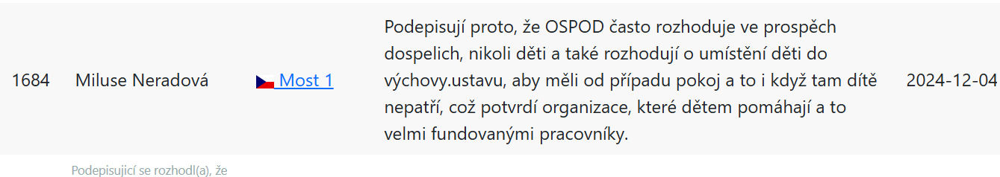 Podepisují proto, že OSPOD často rozhoduje ve prospěch
dospelich, nikoli děti a také rozhodují o umístění děti do
1684 Miluse Neradová Most 1 výchovy.ustavu, aby měli od případu pokoj a to i když tam dítě 2024-12-04
nepatří, což potvrdí organizace, které dětem pomáhají a to
velmi fundovanými pracovníky.
Podepisujicí se rozhodl(a), že